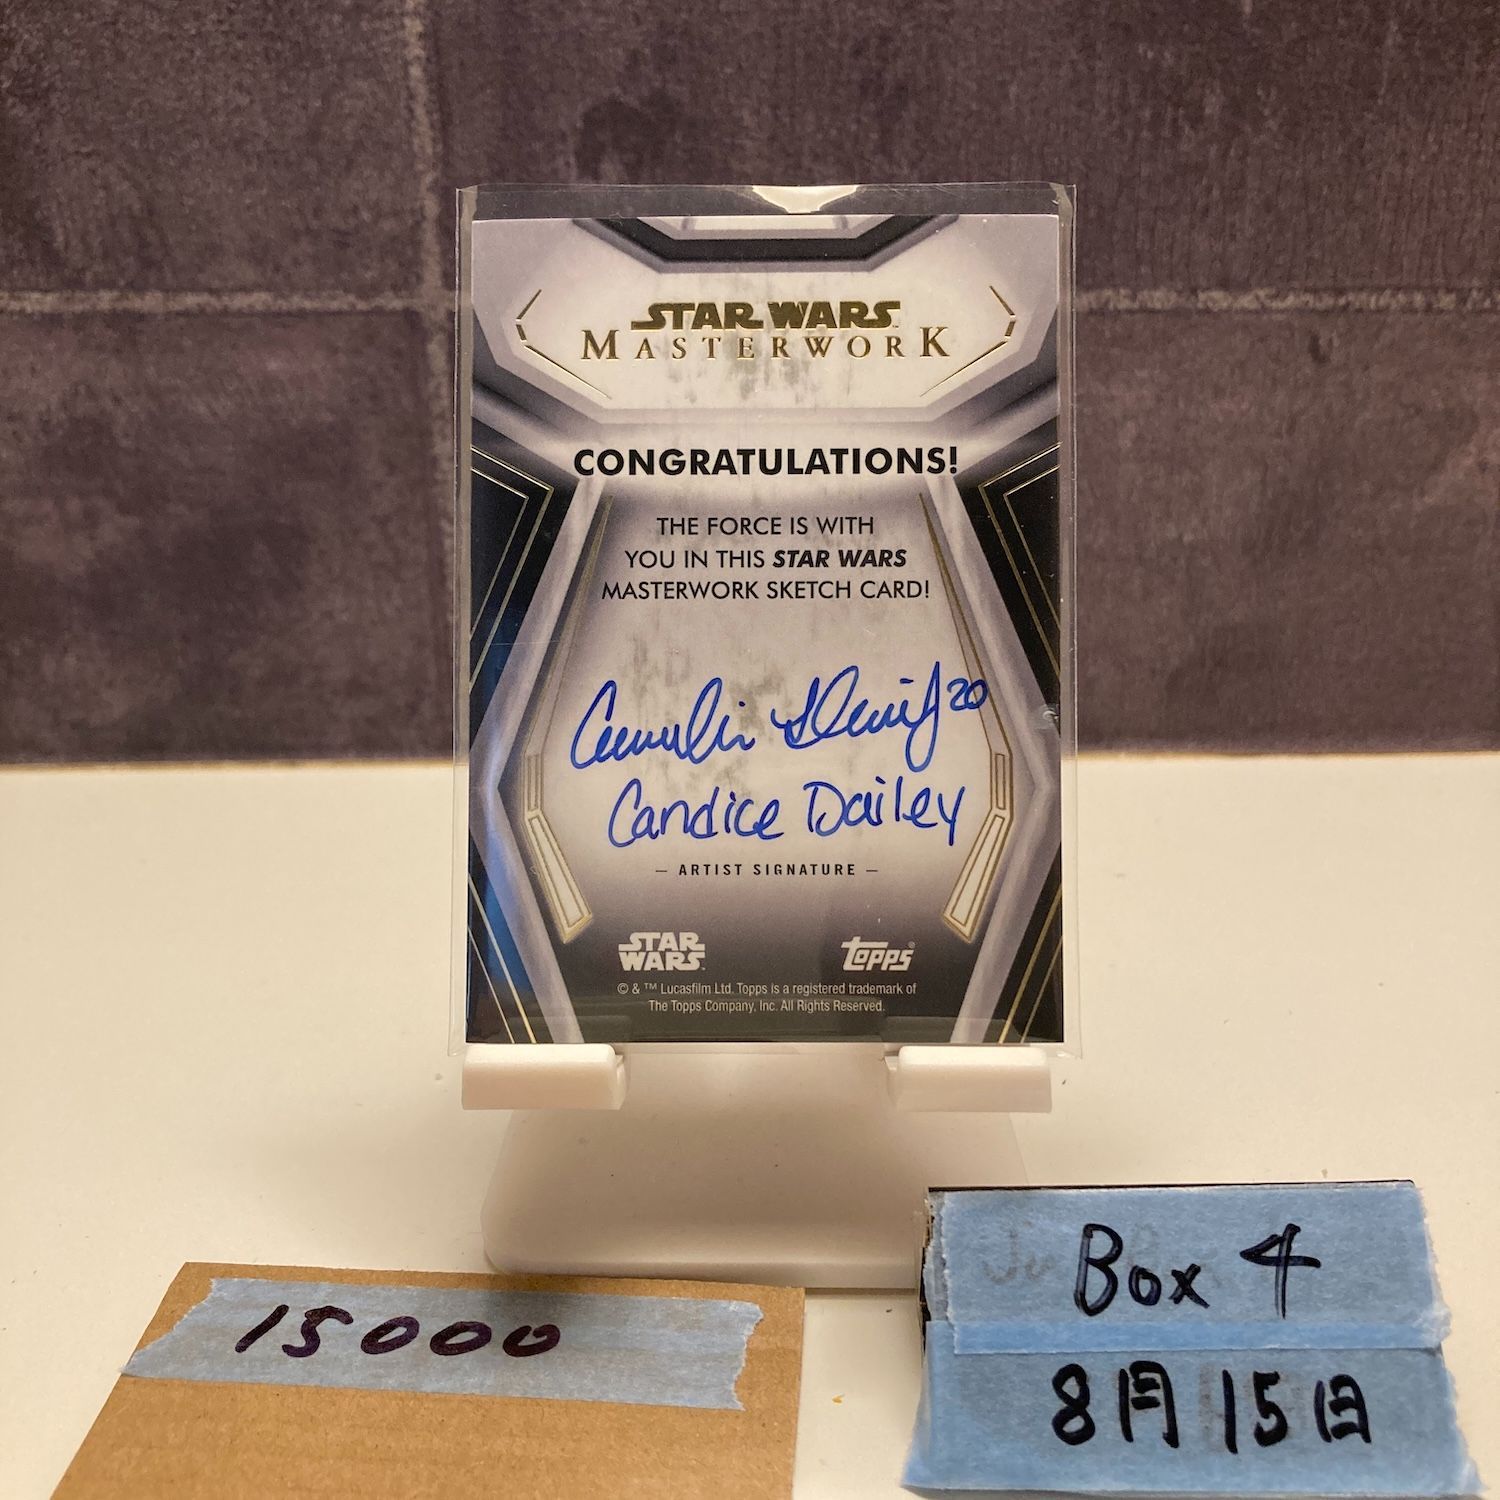 STAR WARS
MASTERWORK
CONGRATULATIONS!
THE FORCE IS WITH
YOU IN THIS STAR WARS
MASTERWORK SKETCH CARD!
20
Candice Dailey
— ARTIST SIGNATURE —
STAR
WARS
Topps®
© & ™ Lucasfilm Ltd. Topps is a registered trademark of
The Topps Company, Inc. All Rights Reserved.
15000
Box 4
8月15日